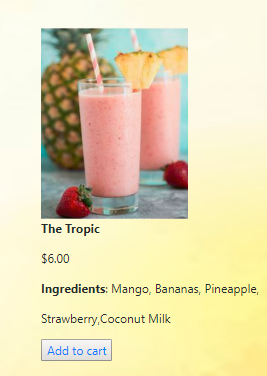 The Tropic
$6.00
Ingredients: Mango, Bananas, Pineapple,
Strawberry,Coconut Milk
Add to cart